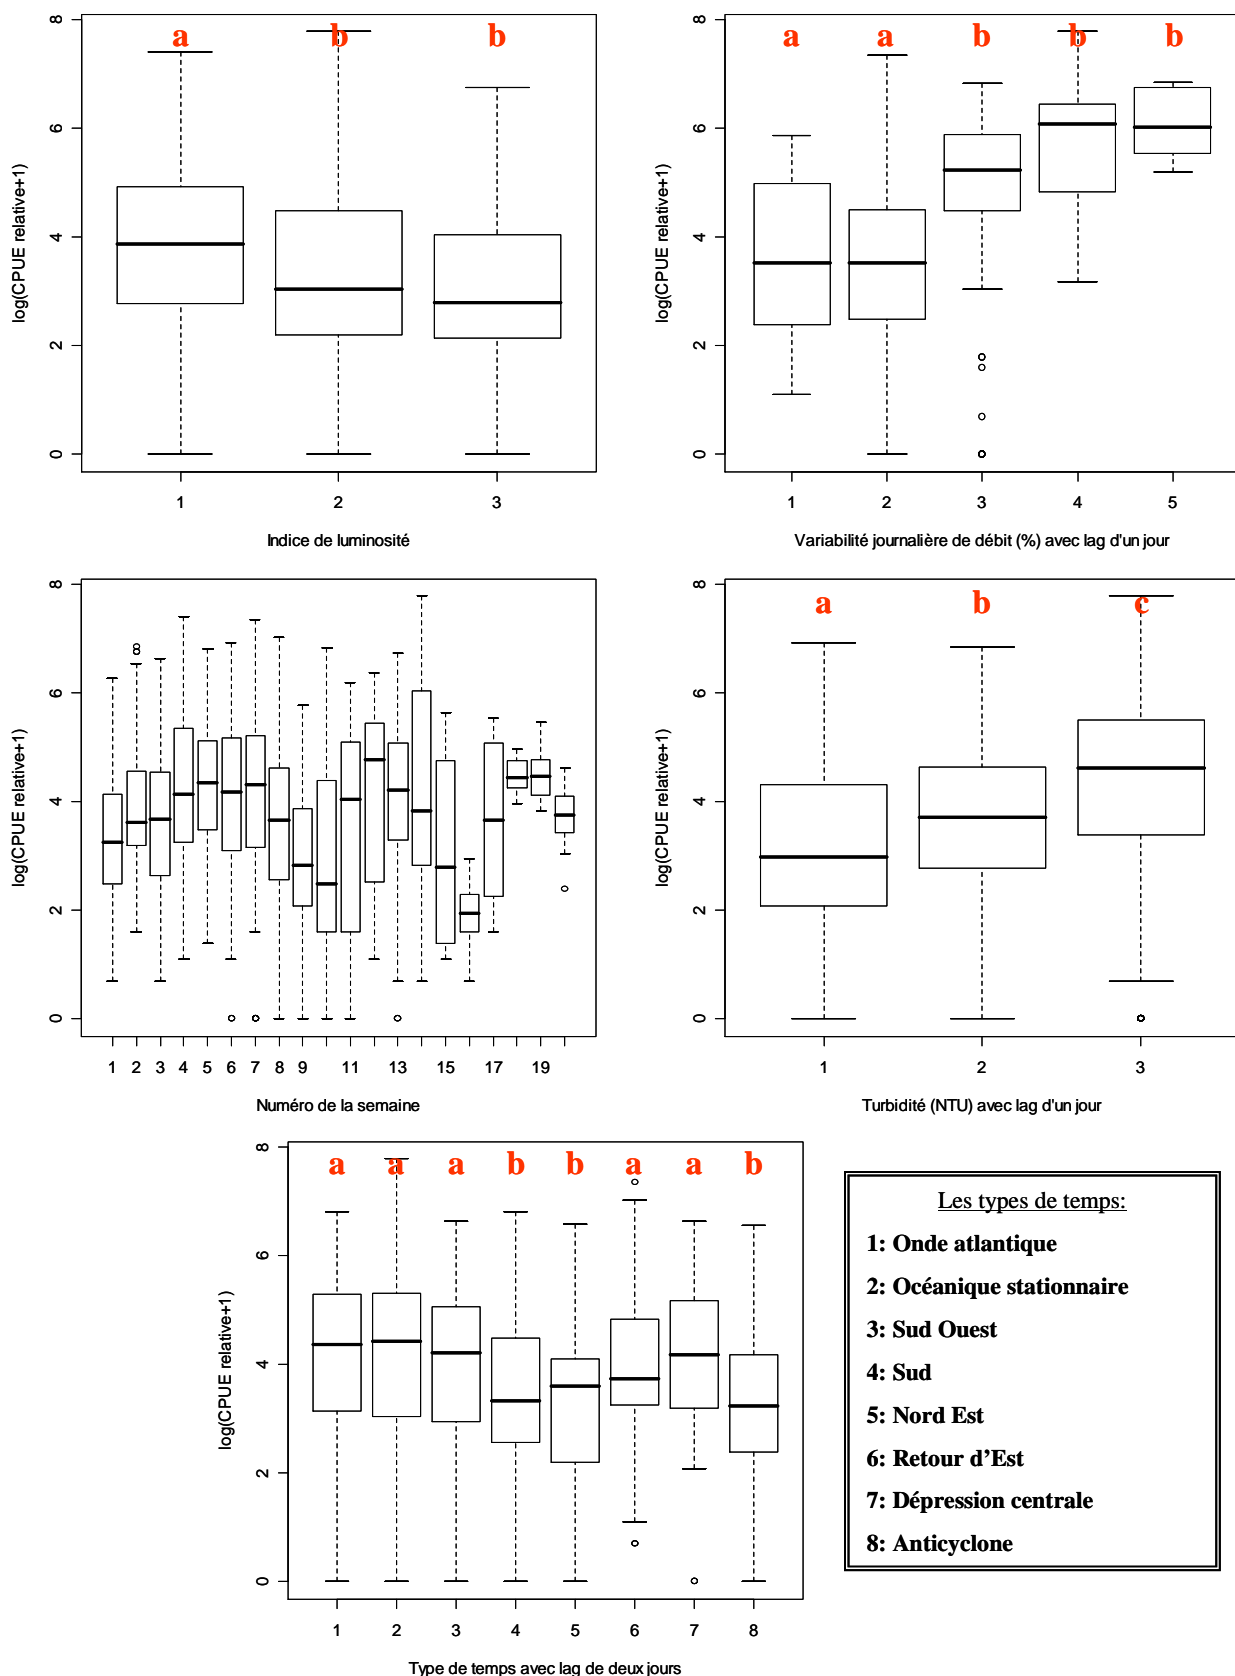 a b b
8
6
4
2
0
log(CPUE relative+1)
1 2 3
Indice de luminosité
a a b b b
8
6
4
2
0
log(CPUE relative+1)
1 2 3 4 5
Variabilité journalière de débit (%) avec lag d'un jour
8
6
4
2
0
log(CPUE relative+1)
1 2 3 4 5 6 7 8 9 11 13 15 17 19
Numéro de la semaine
a b c
8
6
4
2
0
log(CPUE relative+1)
1 2 3
Turbidité (NTU) avec lag d'un jour
a a a b b a a b
8
6
4
2
0
log(CPUE relative+1)
1 2 3 4 5 6 7 8
Type de temps avec lag de deux jours
Les types de temps:
1: Onde atlantique
2: Océanique stationnaire
3: Sud Ouest
4: Sud
5: Nord Est
6: Retour d’Est
7: Dépression centrale
8: Anticyclone